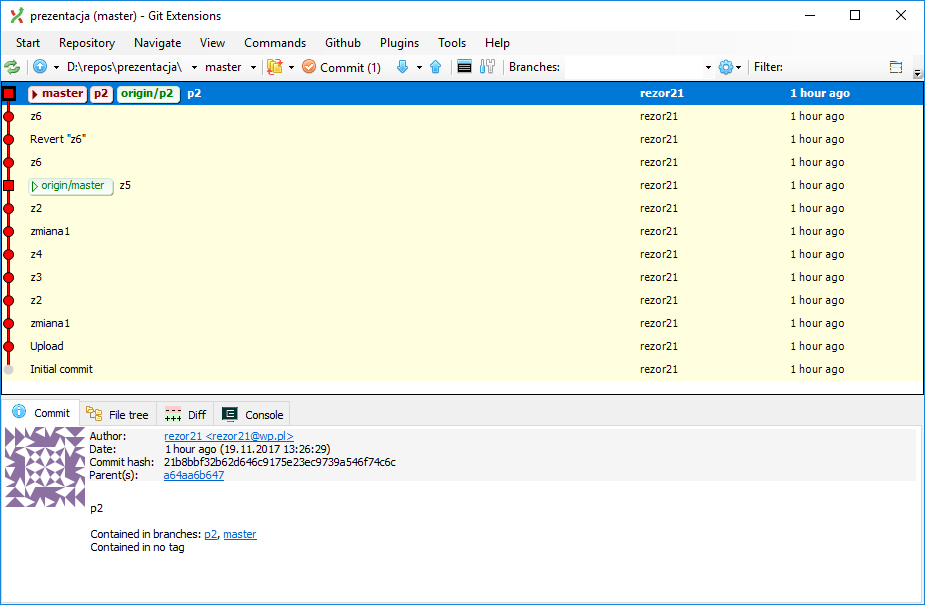 prezentacja (master) - Git Extensions
Start Repository Navigate View Commands Github Plugins Tools Help
D:\repos\prezentacja\ master Commit (1) Branches: Filter:
master p2 origin/p2 p2 rezor21 1 hour ago
z6 rezor21 1 hour ago
Revert "z6" rezor21 1 hour ago
z6 rezor21 1 hour ago
origin/master z5 rezor21 1 hour ago
z2 rezor21 1 hour ago
zmiana1 rezor21 1 hour ago
z4 rezor21 1 hour ago
z3 rezor21 1 hour ago
z2 rezor21 1 hour ago
zmiana1 rezor21 1 hour ago
Upload rezor21 1 hour ago
Initial commit rezor21 1 hour ago
Commit File tree Diff Console
Author: rezor21 <rezor21@wp.pl>
Date: 1 hour ago (19.11.2017 13:26:29)
Commit hash: 21b8bbf32b62d646c9175e23ec9739a546f74c6c
Parent(s): a64aa6b647
p2
Contained in branches: p2, master
Contained in no tag